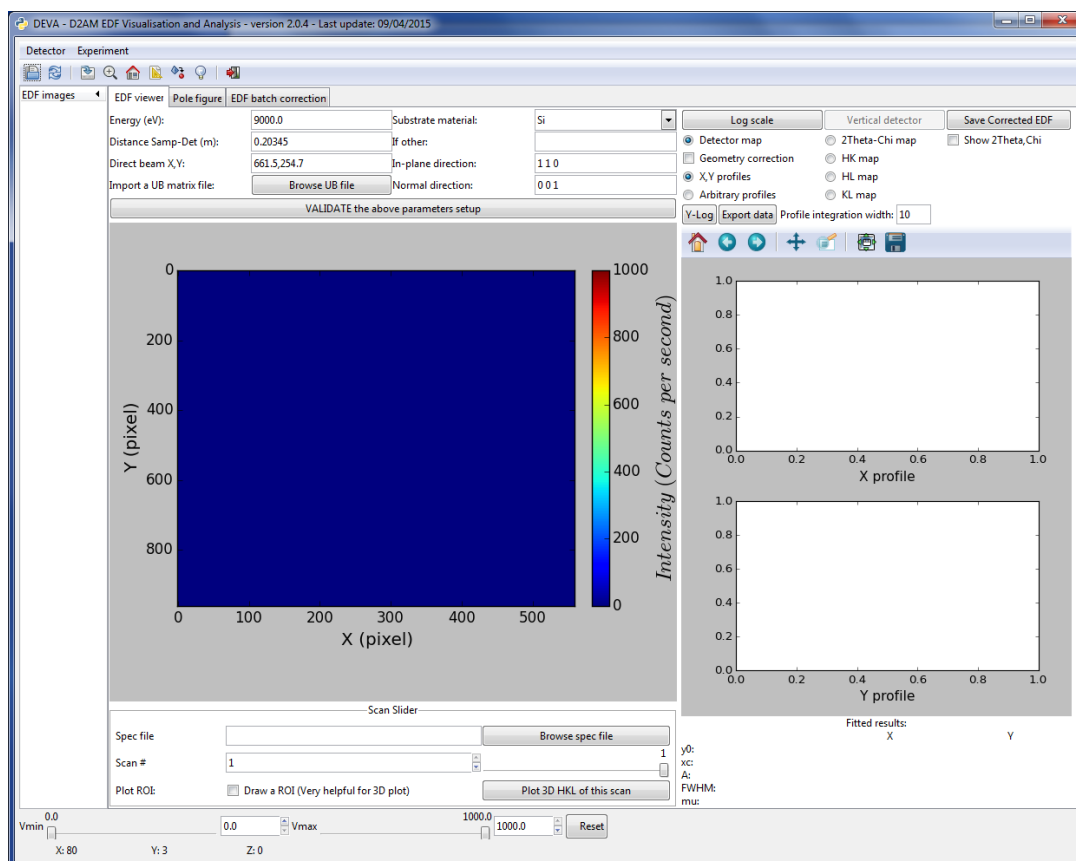 DEVA - D2AM EDF Visualisation and Analysis - version 2.0.4 - Last update: 09/04/2015
Detector Experiment
EDF images
EDF viewer Pole figure EDF batch correction
Energy (eV): 9000.0 Substrate material: Si
Distance Samp-Det (m): 0.20345 If other:
Direct beam X,Y: 661.5,254.7 In-plane direction: 1 1 0
Import a UB matrix file: Browse UB file Normal direction: 0 0 1
VALIDATE the above parameters setup
Log scale Vertical detector Save Corrected EDF
Detector map 2Theta-Chi map Show 2Theta,Chi
Geometry correction HK map
X,Y profiles HL map
Arbitrary profiles KL map
Y-Log Export data Profile integration width: 10
0
200
400
600
800
Y (pixel)
0 100 200 300 400 500
X (pixel)
1000
800
600
400
200
0
Intensity (Counts per second)
1.0
0.8
0.6
0.4
0.2
0.0
0.0 0.2 0.4 0.6 0.8 1.0
X profile
1.0
0.8
0.6
0.4
0.2
0.0
0.0 0.2 0.4 0.6 0.8 1.0
Y profile
Scan Slider
Spec file Browse spec file
Scan # 1 1
Plot ROI: Draw a ROI (Very helpful for 3D plot) Plot 3D HKL of this scan
Fitted results:
X Y
y0:
xc:
A:
FWHM:
mu:
0.0 1000.0
Vmin 0.0 Vmax 1000.0 Reset
X: 80 Y: 3 Z: 0